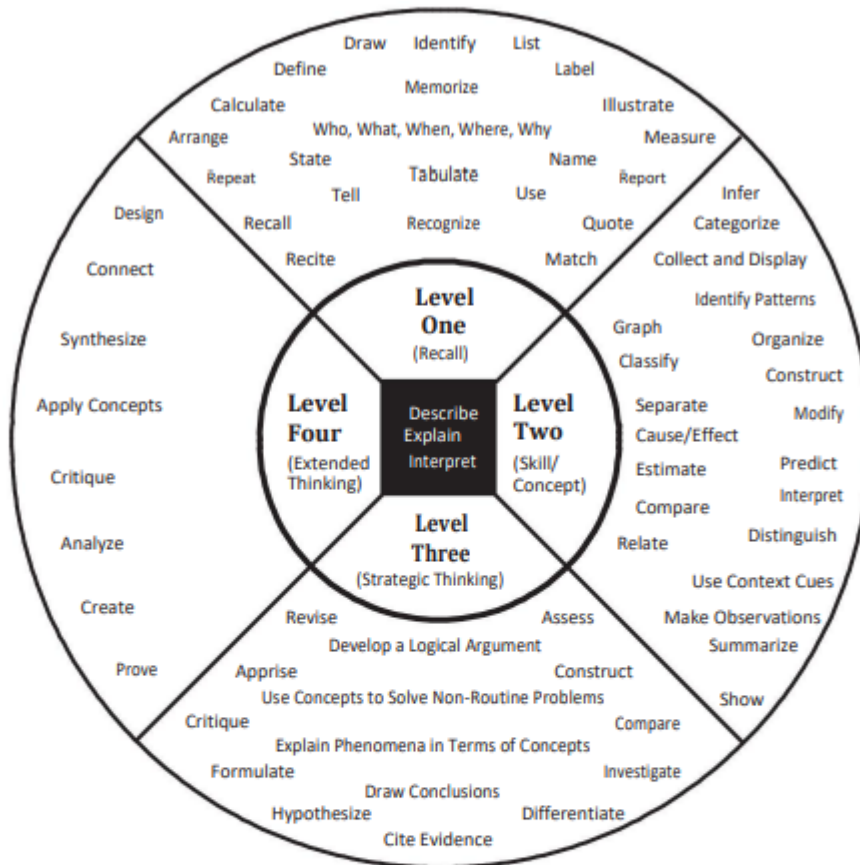 Draw Identify List
Define Label
Memorize
Calculate Illustrate
Who, What, When, Where, Why
Arrange Measure
State Name
Repeat Tabulate Report
Tell Use
Recall Recognize Quote
Recite Match
Level
One
(Recall)
Infer
Categorize
Collect and Display
Identify Patterns
Graph Organize
Classify
Construct
Separate Modify
Cause/Effect
Estimate Predict
Interpret
Compare
Relate Distinguish
Use Context Cues
Make Observations
Summarize
Show
Level
Two
(Skill/
Concept)
Describe
Explain
Interpret
Level
Four
(Extended
Thinking)
Design
Connect
Synthesize
Apply Concepts
Critique
Analyze
Create
Prove
Level
Three
(Strategic Thinking)
Revise Assess
Develop a Logical Argument
Apprise Construct
Use Concepts to Solve Non-Routine Problems
Critique Compare
Explain Phenomena in Terms of Concepts
Formulate Investigate
Draw Conclusions
Hypothesize Differentiate
Cite Evidence